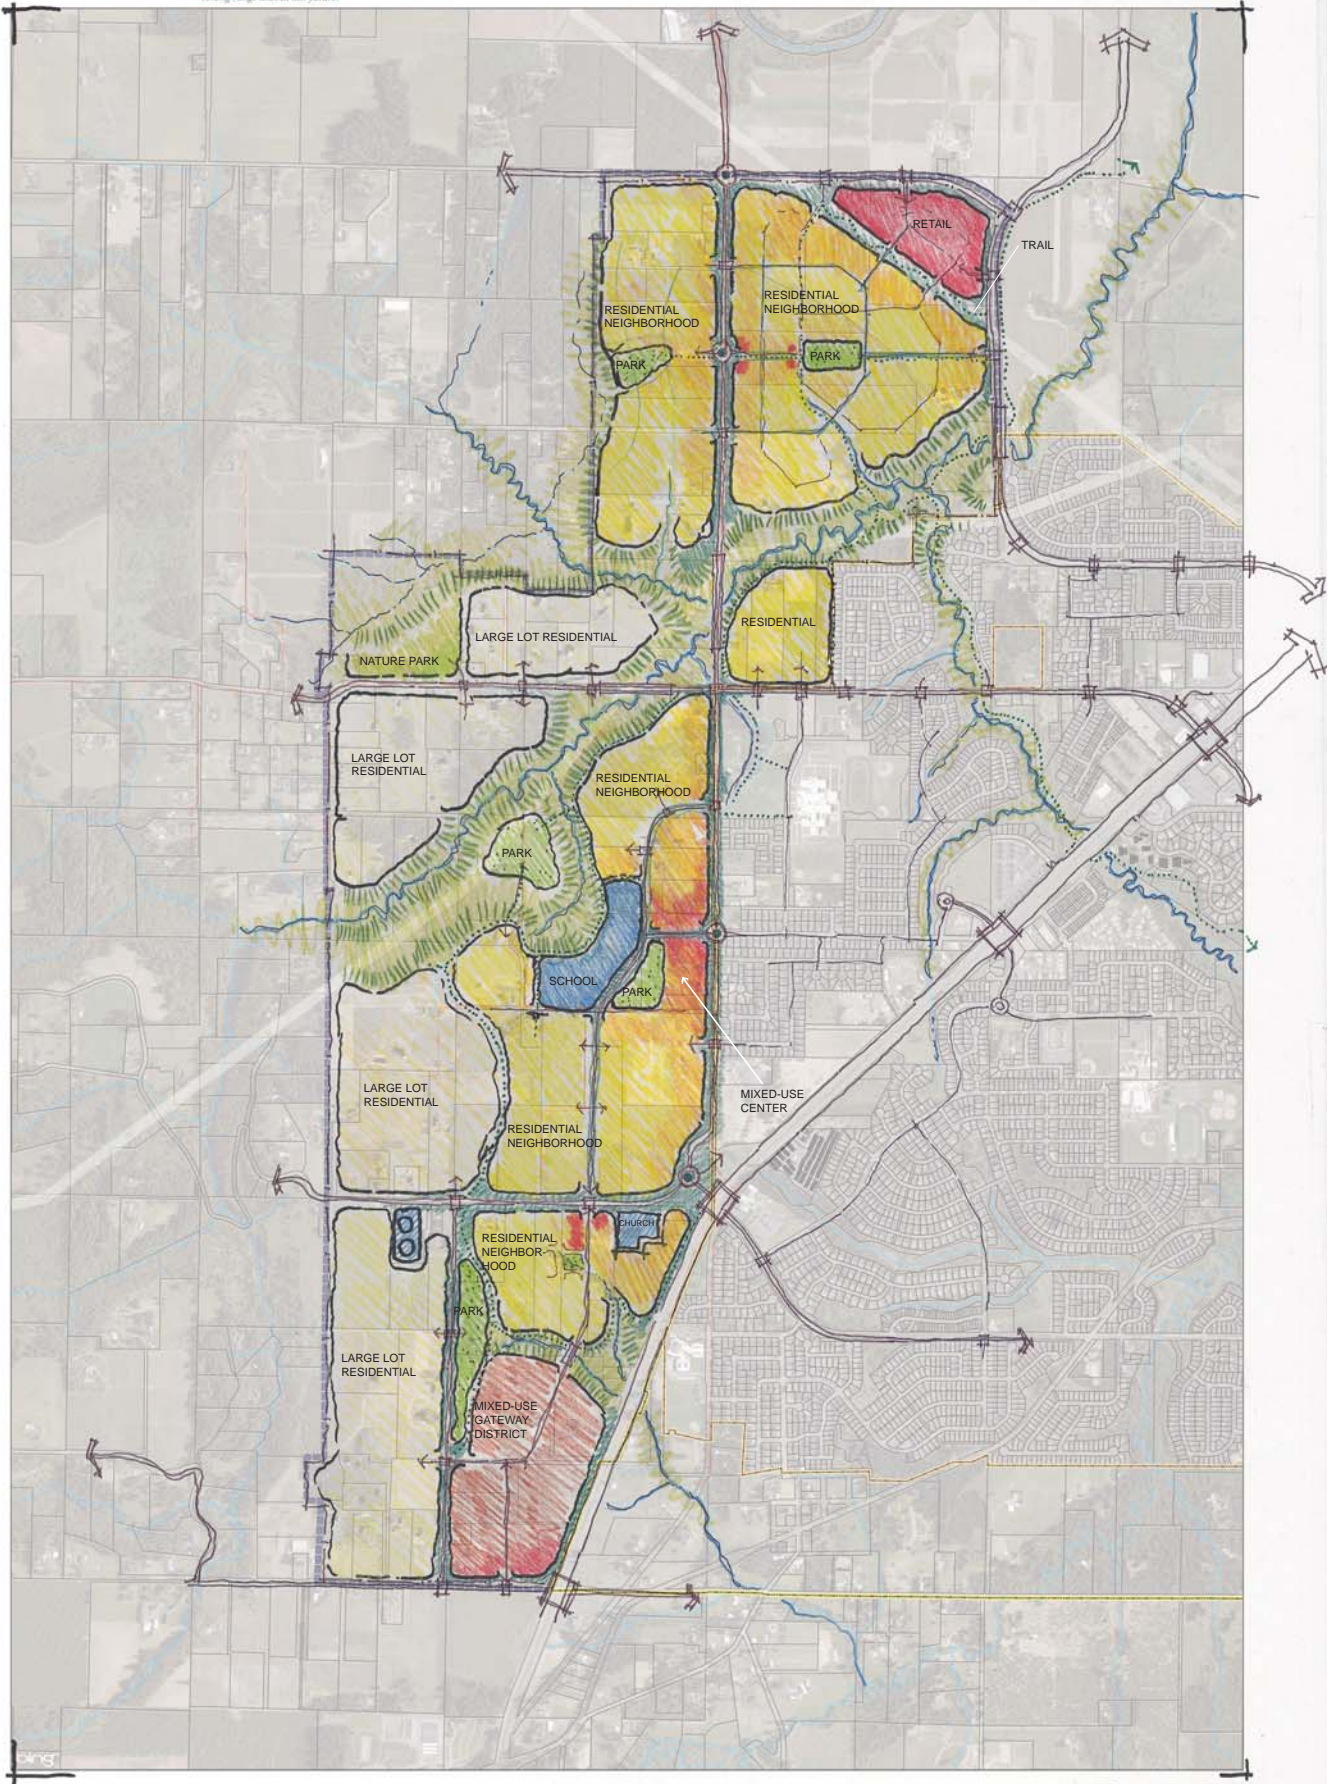 RETAIL
TRAIL
RESIDENTIAL
NEIGHBORHOOD
RESIDENTIAL
NEIGHBORHOOD
PARK
PARK
RESIDENTIAL
LARGE LOT RESIDENTIAL
NATURE PARK
LARGE LOT
RESIDENTIAL
RESIDENTIAL
NEIGHBORHOOD
PARK
SCHOOL
PARK
LARGE LOT
RESIDENTIAL
MIXED-USE
CENTER
RESIDENTIAL
NEIGHBORHOOD
CHURCH
RESIDENTIAL
NEIGHBOR-
HOOD
PARK
LARGE LOT
RESIDENTIAL
MIXED-USE
GATEWAY
DISTRICT
bing